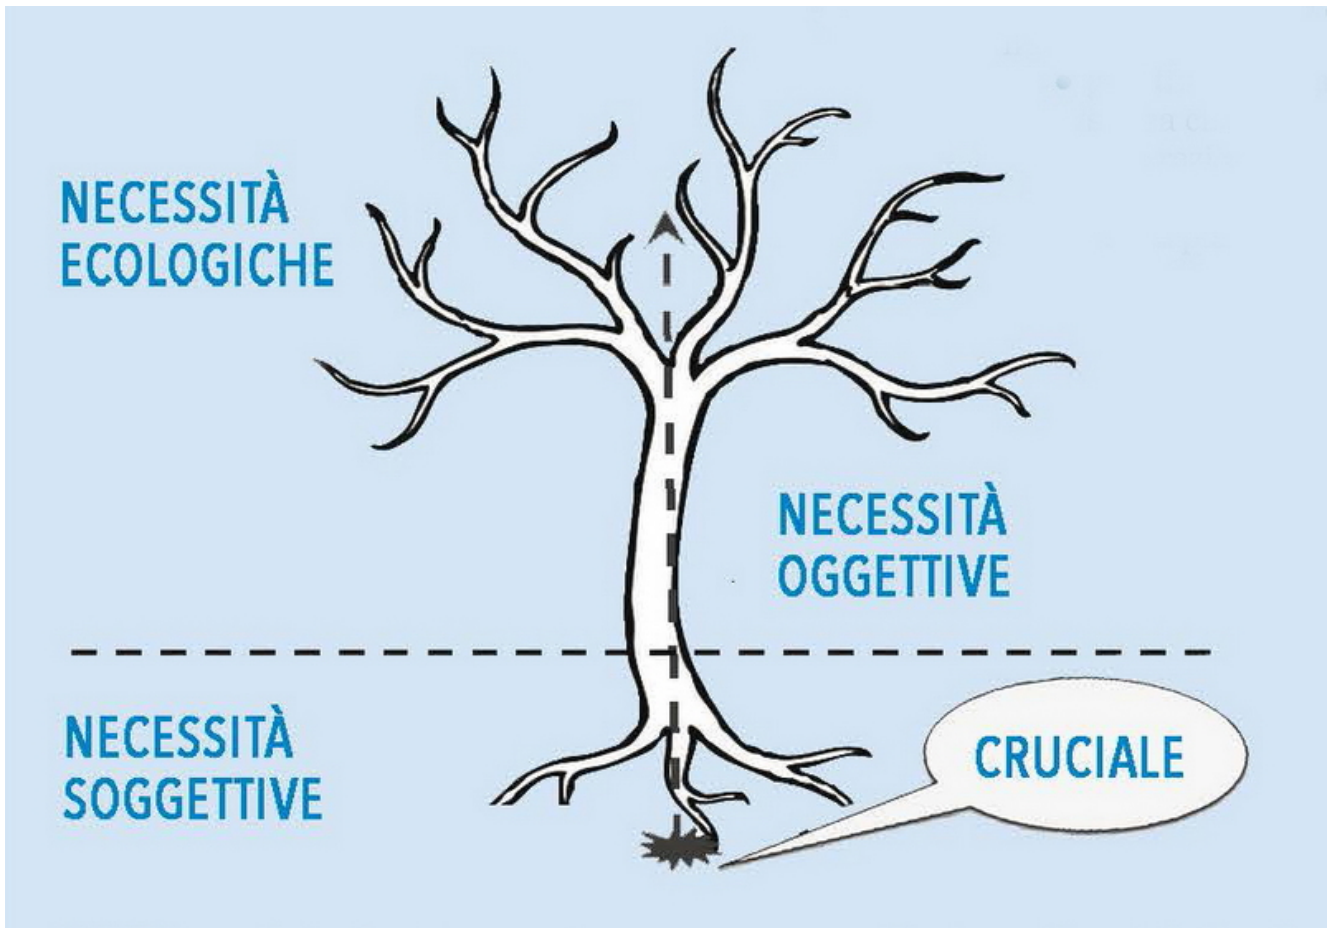 NECESSITÀ
ECOLOGICHE
NECESSITÀ
OGGETTIVE
NECESSITÀ
SOGGETTIVE
CRUCIALE